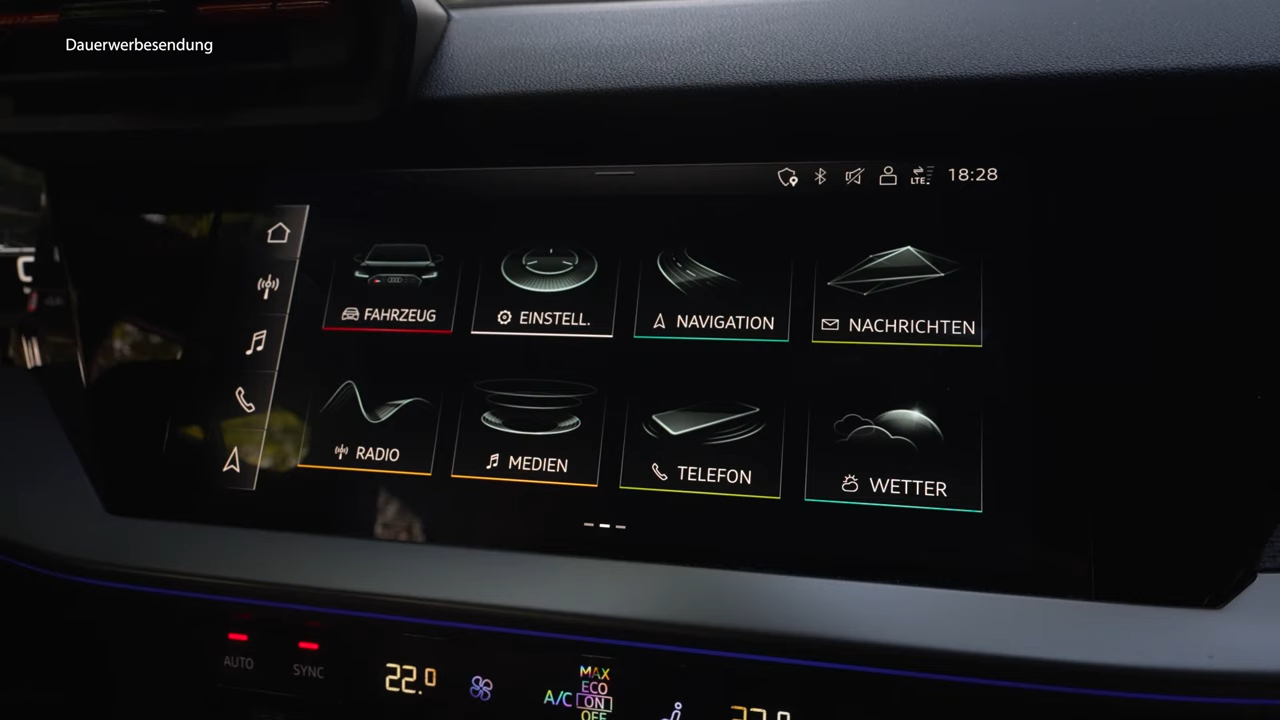 Dauerwerbesendung
LTE 18:28
FAHRZEUG
EINSTELL.
NAVIGATION
NACHRICHTEN
RADIO
MEDIEN
TELEFON
WETTER
AUTO
SYNC
22.0
A/C
MAX
ECO
ON
OFF